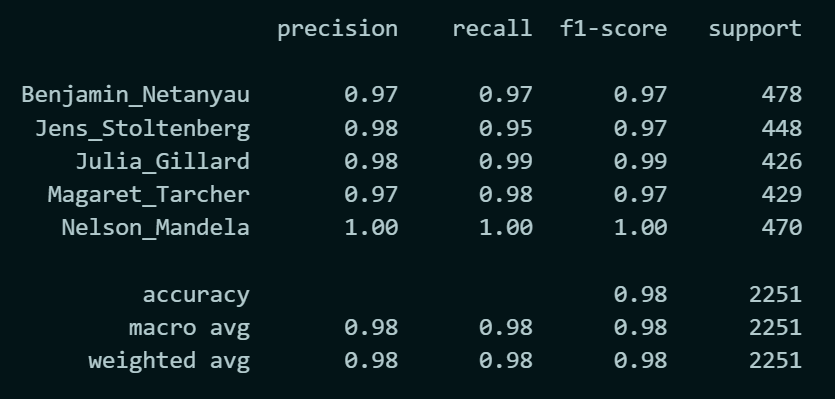 precision recall f1-score support
Benjamin_Netanyau 0.97 0.97 0.97 478
Jens_Stoltenberg 0.98 0.95 0.97 448
Julia_Gillard 0.98 0.99 0.99 426
Magaret_Tarcher 0.97 0.98 0.97 429
Nelson_Mandela 1.00 1.00 1.00 470
accuracy 0.98 2251
macro avg 0.98 0.98 0.98 2251
weighted avg 0.98 0.98 0.98 2251